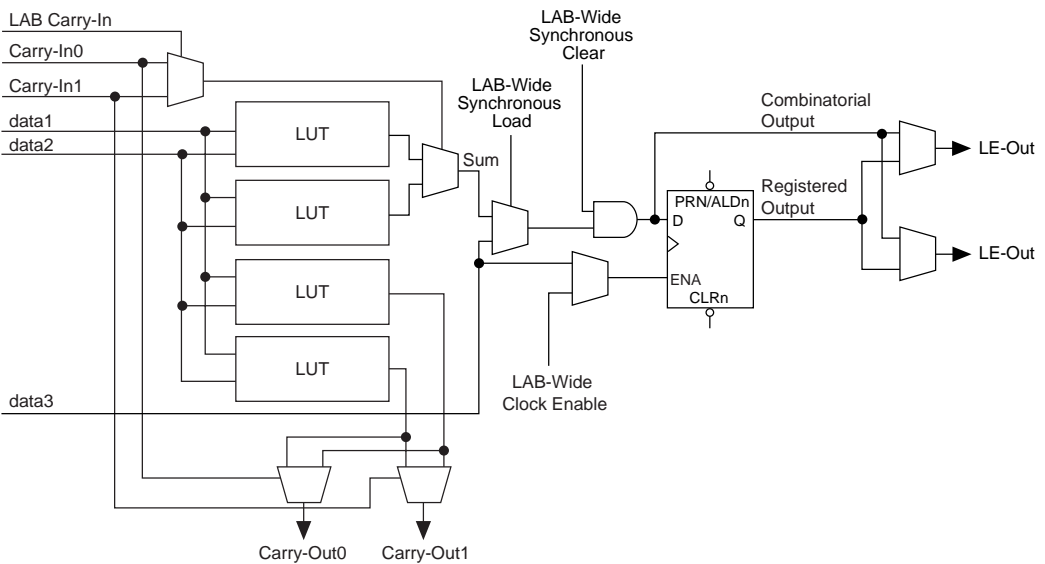 LAB Carry-In
Carry-In0
Carry-In1
data1
data2
LUT
LUT
LUT
LUT
data3
Carry-Out0
Carry-Out1
Sum
LAB-Wide
Synchronous
Load
LAB-Wide
Synchronous
Clear
LAB-Wide
Clock Enable
PRN/ALDn
D
Q
ENA
CLRn
Combinatorial
Output
Registered
Output
LE-Out
LE-Out